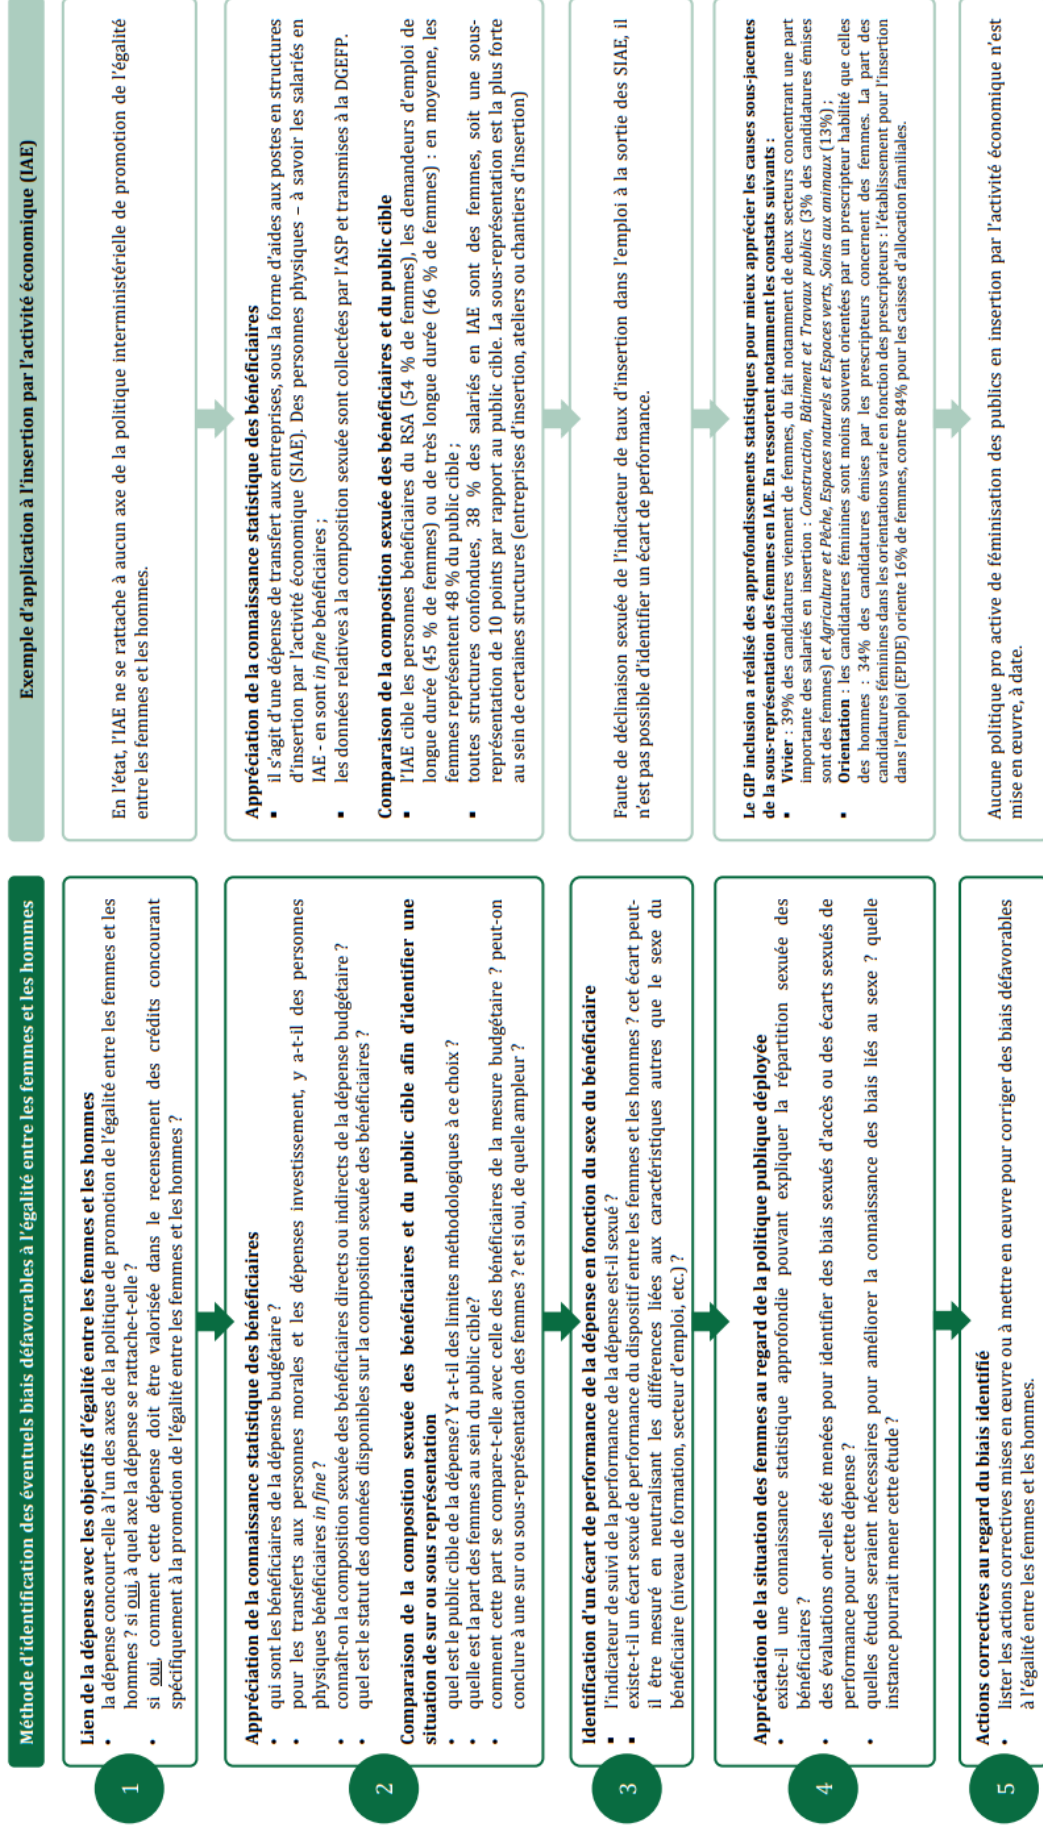 Méthode d'identification des éventuels biais défavorables à l'égalité entre les femmes et les hommes
Exemple d'application à l'insertion par l'activité économique (IAE)
1
Lien de la dépense avec les objectifs d'égalité entre les femmes et les hommes
• la dépense concourt-elle à l'un des axes de la politique de promotion de l'égalité entre les femmes et les
hommes ? si oui, à quel axe la dépense se rattache-t-elle ?
• si oui, comment cette dépense doit être valorisée dans le recensement des crédits concourant
spécifiquement à la promotion de l'égalité entre les femmes et les hommes ?
En l'état, l'IAE ne se rattache à aucun axe de la politique interministérielle de promotion de l'égalité
entre les femmes et les hommes.
2
Appréciation de la connaissance statistique des bénéficiaires
• qui sont les bénéficiaires de la dépense budgétaire ?
• pour les transferts aux personnes morales et les dépenses investissement, y a-t-il des personnes
physiques bénéficiaires in fine ?
• connaît-on la composition sexuée des bénéficiaires directs ou indirects de la dépense budgétaire ?
• quel est le statut des données disponibles sur la composition sexuée des bénéficiaires ?
Comparaison de la composition sexuée des bénéficiaires et du public cible afin d'identifier une
situation de sur ou sous représentation
• quel est le public cible de la dépense? Y a-t-il des limites méthodologiques à ce choix ?
• quelle est la part des femmes au sein du public cible?
• comment cette part se compare-t-elle avec celle des bénéficiaires de la mesure budgétaire ? peut-on
conclure à une sur ou sous-représentation des femmes ? et si oui, de quelle ampleur ?
Appréciation de la connaissance statistique des bénéficiaires
▪ il s'agit d'une dépense de transfert aux entreprises, sous la forme d'aides aux postes en structures
d'insertion par l'activité économique (SIAE). Des personnes physiques – à savoir les salariés en
IAE - en sont in fine bénéficiaires ;
▪ les données relatives à la composition sexuée sont collectées par l'ASP et transmises à la DGEFP.
Comparaison de la composition sexuée des bénéficiaires et du public cible
▪ l'IAE cible les personnes bénéficiaires du RSA (54 % de femmes), les demandeurs d'emploi de
longue durée (45 % de femmes) ou de très longue durée (46 % de femmes) : en moyenne, les
femmes représentent 48 % du public cible ;
▪ toutes structures confondues, 38 % des salariés en IAE sont des femmes, soit une sous-
représentation de 10 points par rapport au public cible. La sous-représentation est la plus forte
au sein de certaines structures (entreprises d'insertion, ateliers ou chantiers d'insertion)
3
Identification d'un écart de performance de la dépense en fonction du sexe du bénéficiaire
▪ l'indicateur de suivi de la performance de la dépense est-il sexué ?
▪ existe-t-il un écart sexué de performance du dispositif entre les femmes et les hommes ? cet écart peut-
il être mesuré en neutralisant les différences liées aux caractéristiques autres que le sexe du
bénéficiaire (niveau de formation, secteur d'emploi, etc.) ?
Faute de déclinaison sexuée de l'indicateur de taux d'insertion dans l'emploi à la sortie des SIAE, il
n'est pas possible d'identifier un écart de performance.
4
Appréciation de la situation des femmes au regard de la politique publique déployée
• existe-il une connaissance statistique approfondie pouvant expliquer la répartition sexuée des
bénéficiaires ?
• des évaluations ont-elles été menées pour identifier des biais sexués d'accès ou des écarts sexués de
performance pour cette dépense ?
• quelles études seraient nécessaires pour améliorer la connaissance des biais liés au sexe ? quelle
instance pourrait mener cette étude ?
Le GIP inclusion a réalisé des approfondissements statistiques pour mieux apprécier les causes sous-jacentes
de la sous-représentation des femmes en IAE. En ressortent notamment les constats suivants :
▪ Vivier : 39% des candidatures viennent de femmes, du fait notamment de deux secteurs concentrant une part
importante des salariés en insertion : Construction, Bâtiment et Travaux publics (3% des candidatures émises
sont des femmes) et Agriculture et Pêche, Espaces naturels et Espaces verts, Soins aux animaux (13%) ;
▪ Orientation : les candidatures féminines sont moins souvent orientées par un prescripteur habilité que celles
des hommes : 34% des candidatures émises par les prescripteurs concernent des femmes. La part des
candidatures féminines dans les orientations varie en fonction des prescripteurs : l'établissement pour l'insertion
dans l'emploi (EPIDE) oriente 16% de femmes, contre 84% pour les caisses d'allocation familiales.
5
Actions correctives au regard du biais identifié
• lister les actions correctives mises en œuvre ou à mettre en œuvre pour corriger des biais défavorables
à l'égalité entre les femmes et les hommes.
Aucune politique pro active de féminisation des publics en insertion par l'activité économique n'est
mise en œuvre, à date.